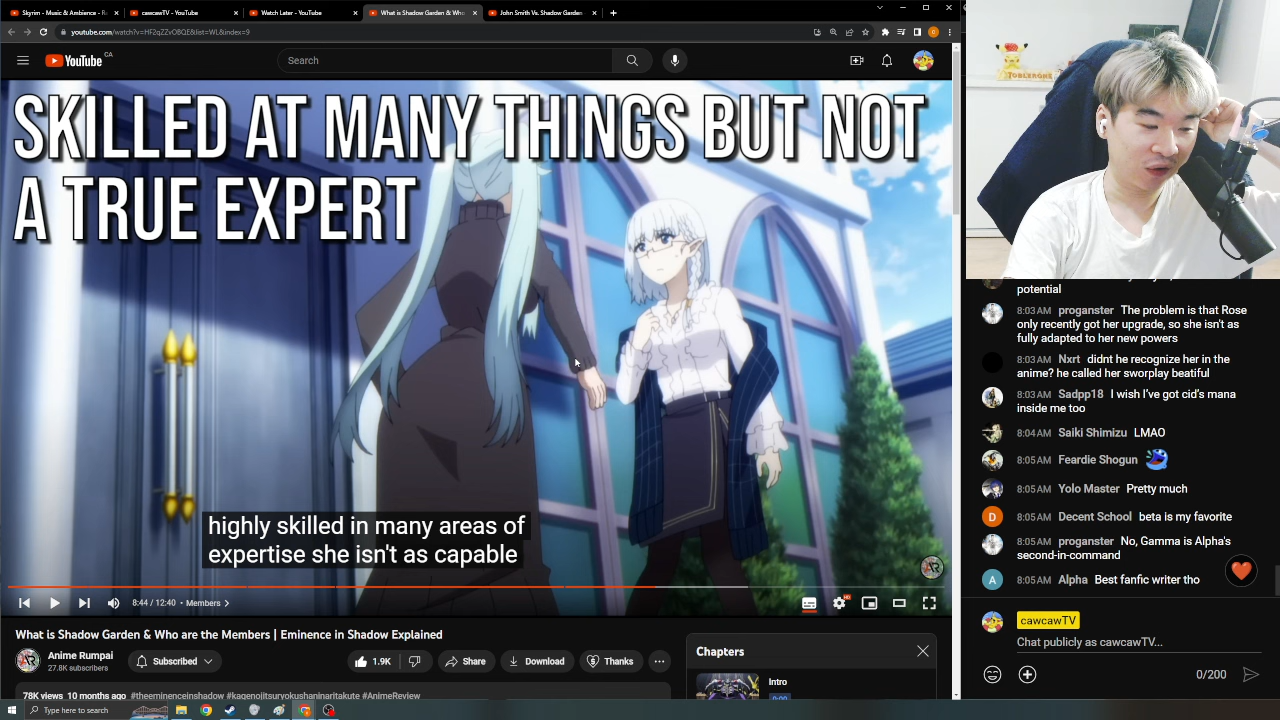 Skyrim - Music & Ambience - R
cawcawTV - YouTube
Watch Later - YouTube
What is Shadow Garden & Who
John Smith Vs. Shadow Garden
youtube.com/watch?v=HF2qZZvOBQE&list=WL&index=9
YouTube CA
Search
SKILLED AT MANY THINGS BUT NOT
A TRUE EXPERT
highly skilled in many areas of
expertise she isn't as capable
8:44 / 12:40 • Members
What is Shadow Garden & Who are the Members | Eminence in Shadow Explained
Anime Rumpai
27.8K subscribers
Subscribed
1.9K
Share
Download
Thanks
78K views 10 months ago #theeminenceinshadow #kagenojitsuryokushaninaritakute #AnimeReview
Chapters
Intro
0:00
TOBLERONE
potential
8:03 AM proganster The problem is that Rose
only recently got her upgrade, so she isn't as
fully adapted to her new powers
8:03 AM Nxrt didnt he recognize her in the
anime? he called her sworplay beatiful
8:03 AM Sadpp18 I wish I've got cid's mana
inside me too
8:04 AM Saiki Shimizu LMAO
8:05 AM Feardie Shogun
8:05 AM Yolo Master Pretty much
D
8:05 AM Decent School beta is my favorite
8:05 AM proganster No, Gamma is Alpha's
second-in-command
A
8:05 AM Alpha Best fanfic writer tho
cawcawTV
Chat publicly as cawcawTV...
0/200
Type here to search